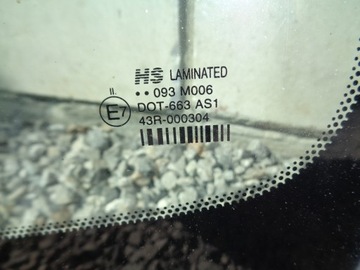 HS LAMINATED
II. ••093 M006
E7 DOT-663 AS1
43R-000304